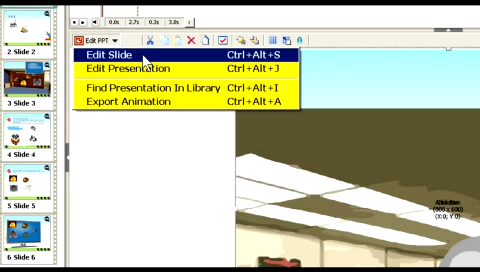 0.0s 2.7s 0.3s 3.0s
Edit PPT
Edit Slide Ctrl+Alt+S
Edit Presentation Ctrl+Alt+J
Find Presentation In Library Ctrl+Alt+I
Export Animation Ctrl+Alt+A
2 Slide 2
3 Slide 3
4 Slide 4
5 Slide 5
6 Slide 6
(800 x 600)
(X:0, Y:0)